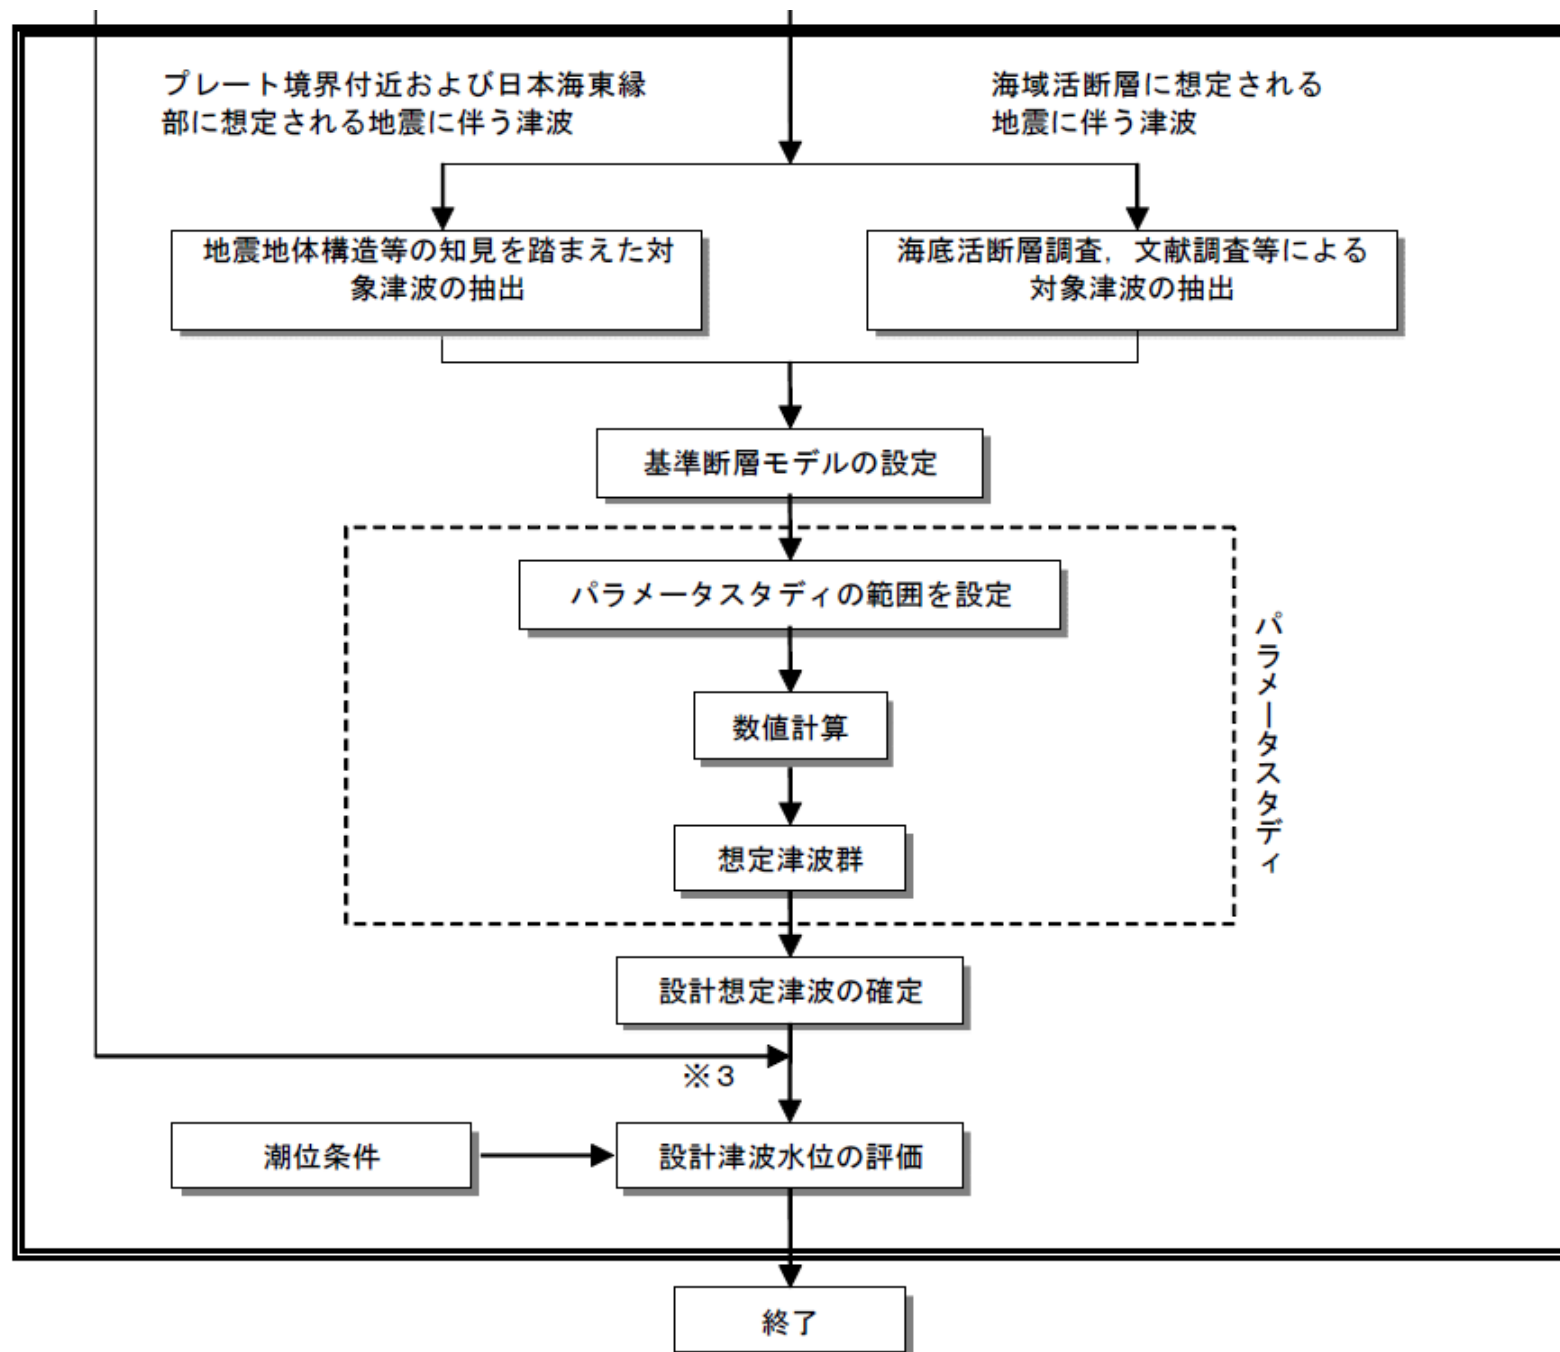 プレート境界付近および日本海東縁
部に想定される地震に伴う津波
海域活断層に想定される
地震に伴う津波
地震地体構造等の知見を踏まえた対
象津波の抽出
海底活断層調査，文献調査等による
対象津波の抽出
基準断層モデルの設定
パラメータスタディの範囲を設定
数値計算
想定津波群
パラメータスタディ
設計想定津波の確定
※３
潮位条件
設計津波水位の評価
終了